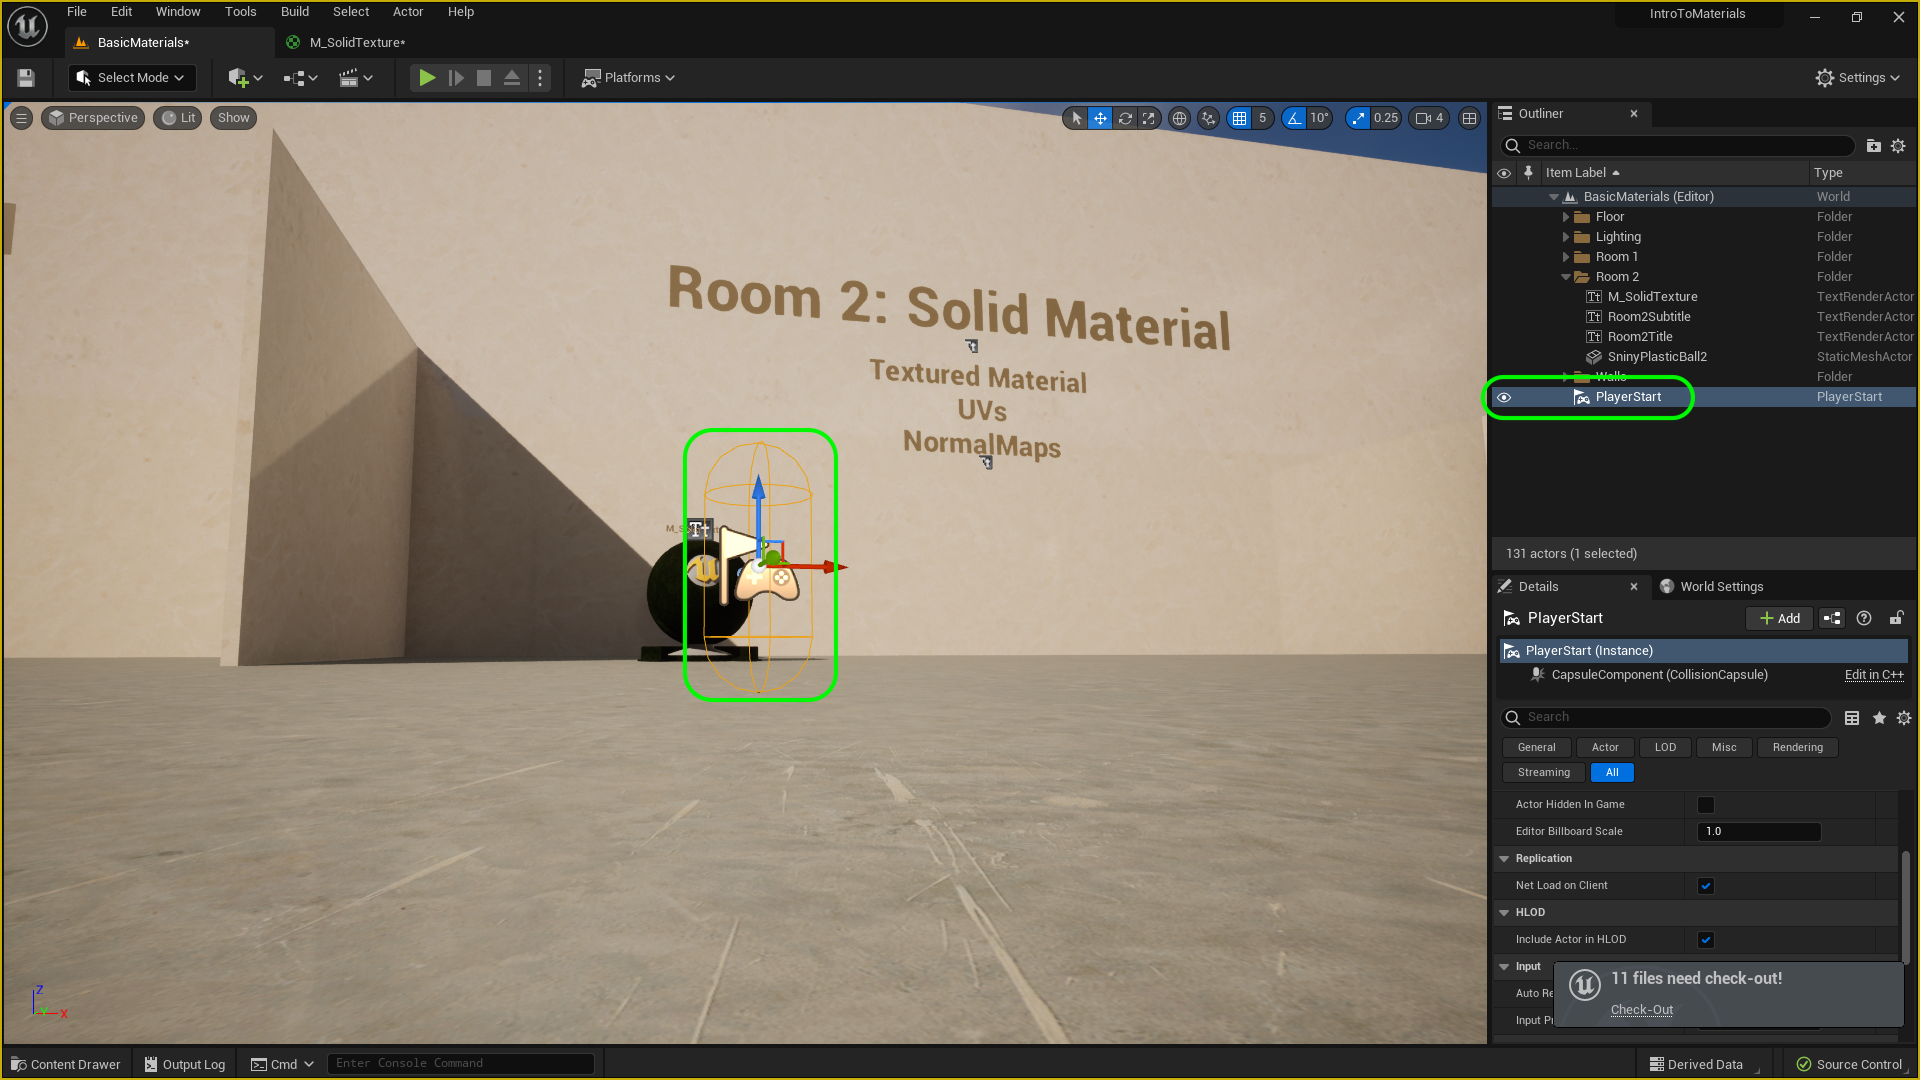 File Edit Window Tools Build Select Actor Help
IntroToMaterials
BasicMaterials*
M_SolidTexture*
Select Mode
Platforms
Settings
Perspective
Lit
Show
5
10°
0.25
4
Room 2: Solid Material
Textured Material
UVs
NormalMaps
Outliner
Search...
Item Label
Type
BasicMaterials (Editor) World
Floor Folder
Lighting Folder
Room 1 Folder
Room 2 Folder
M_SolidTexture TextRenderActor
Room2Subtitle TextRenderActor
Room2Title TextRenderActor
SninyPlasticBall2 StaticMeshActor
Walls Folder
PlayerStart PlayerStart
131 actors (1 selected)
Details
World Settings
PlayerStart
Add
PlayerStart (Instance)
CapsuleComponent (CollisionCapsule) Edit in C++
Search
General Actor LOD Misc Rendering
Streaming All
Actor Hidden In Game
Editor Billboard Scale 1.0
Replication
Net Load on Client
HLOD
Include Actor in HLOD
Input
Auto Re
Input Pr
11 files need check-out!
Check-Out
Z
Y
X
Content Drawer
Output Log
Cmd
Enter Console Command
Derived Data
Source Control